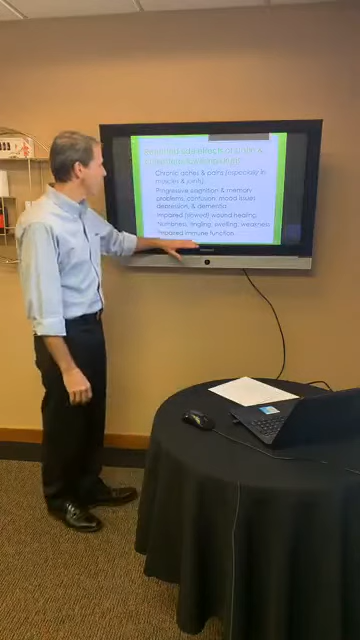 Chronic aches & pains (especially in
muscles & joints)
Progressive cognition & memory
problems, confusion, mood issues
depression, & dementia
Impaired (slowed) wound healing,
Numbness, tingling, swelling, weakness
Impaired immune function